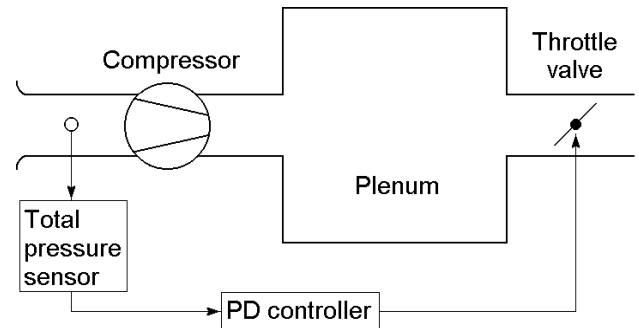 Compressor
Throttle
valve
Plenum
Total
pressure
sensor
PD controller